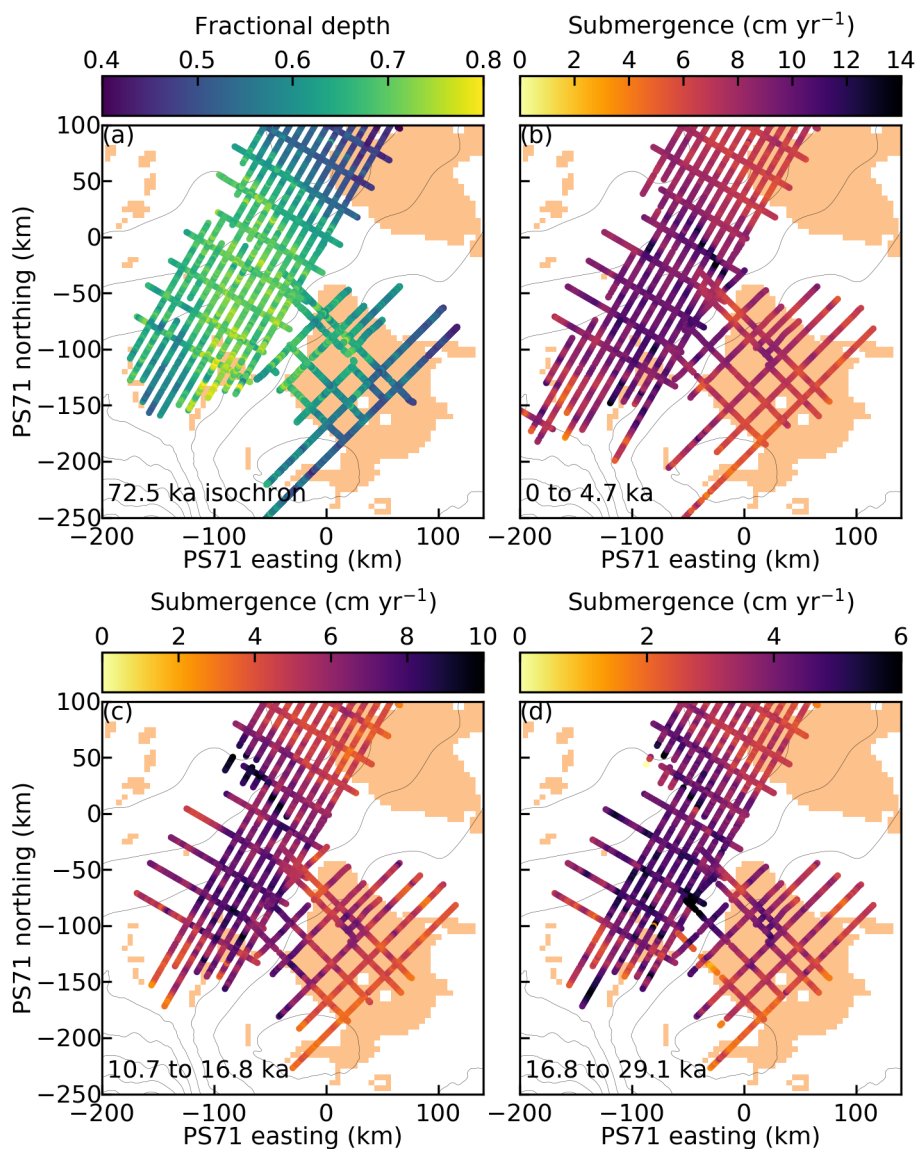 Fractional depth
0.4 0.5 0.6 0.7 0.8
Submergence (cm yr⁻¹)
0 2 4 6 8 10 12 14
(a)
100
50
0
−50
−100
−150
−200
−250
PS71 northing (km)
72.5 ka isochron
−200 −100 0 100
PS71 easting (km)
(b)
0 to 4.7 ka
−200 −100 0 100
PS71 easting (km)
Submergence (cm yr⁻¹)
0 2 4 6 8 10
Submergence (cm yr⁻¹)
0 2 4 6
(c)
100
50
0
−50
−100
−150
−200
−250
PS71 northing (km)
10.7 to 16.8 ka
−200 −100 0 100
PS71 easting (km)
(d)
16.8 to 29.1 ka
−200 −100 0 100
PS71 easting (km)